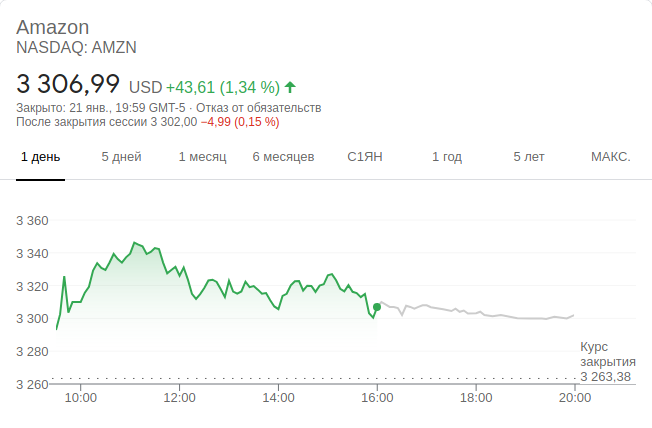 Amazon
NASDAQ: AMZN
3 306,99 USD +43,61 (1,34 %)
Закрыто: 21 янв., 19:59 GMT-5 · Отказ от обязательств
После закрытия сессии 3 302,00 −4,99 (0,15 %)
1 день 5 дней 1 месяц 6 месяцев С1ЯН 1 год 5 лет МАКС.
3 360
3 340
3 320
3 300
3 280
3 260
Курс
закрытия
3 263,38
10:00 12:00 14:00 16:00 18:00 20:00